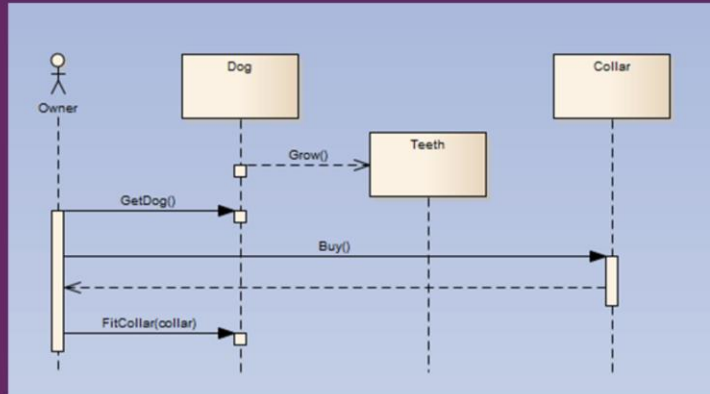 Dog
Collar
Owner
Teeth
Grow()
GetDog()
Buy()
FitCollar(collar)